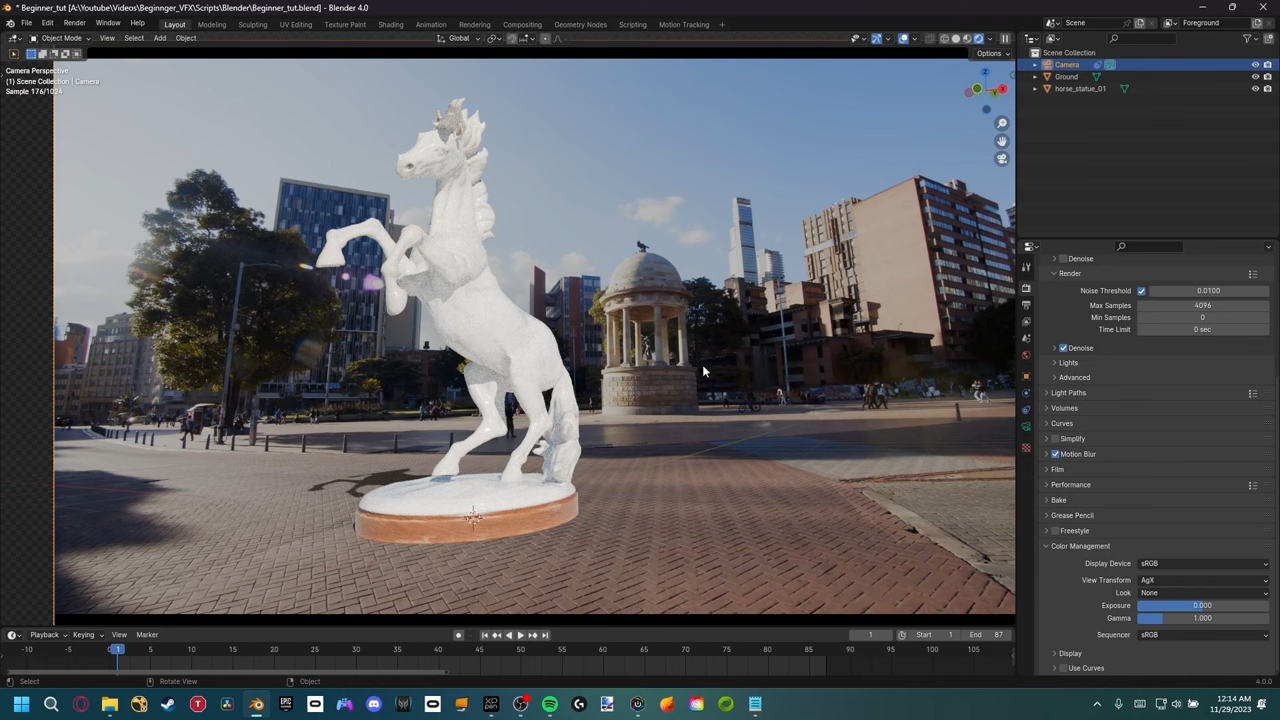 * Beginner_tut [A:\Youtube\Videos\Beginnger_VFX\Scripts\Blender\Beginner_tut.blend] - Blender 4.0
File Edit Render Window Help Layout Modeling Sculpting UV Editing Texture Paint Shading Animation Rendering Compositing Geometry Nodes Scripting Motion Tracking Scene Foreground
Object Mode View Select Add Object Global
Options
Scene Collection
Camera
Ground
horse_statue_01
Camera Perspective
(1) Scene Collection | Camera
Sample 176/1024
Z
X
Y
Denoise
Render
Noise Threshold 0.0100
Max Samples 4096
Min Samples 0
Time Limit 0 sec
Denoise
Lights
Advanced
Light Paths
Volumes
Curves
Simplify
Motion Blur
Film
Performance
Bake
Grease Pencil
Freestyle
Color Management
Display Device sRGB
View Transform AgX
Look None
Exposure 0.000
Gamma 1.000
Sequencer sRGB
Display
Use Curves
Playback Keying View Marker 1 Start 1 End 87
-10 -5 0 1 5 10 15 20 25 30 35 40 45 50 55 60 65 70 75 80 85 90 95 100 105
Select Rotate View Object 4.0.0
12:14 AM
11/29/2023